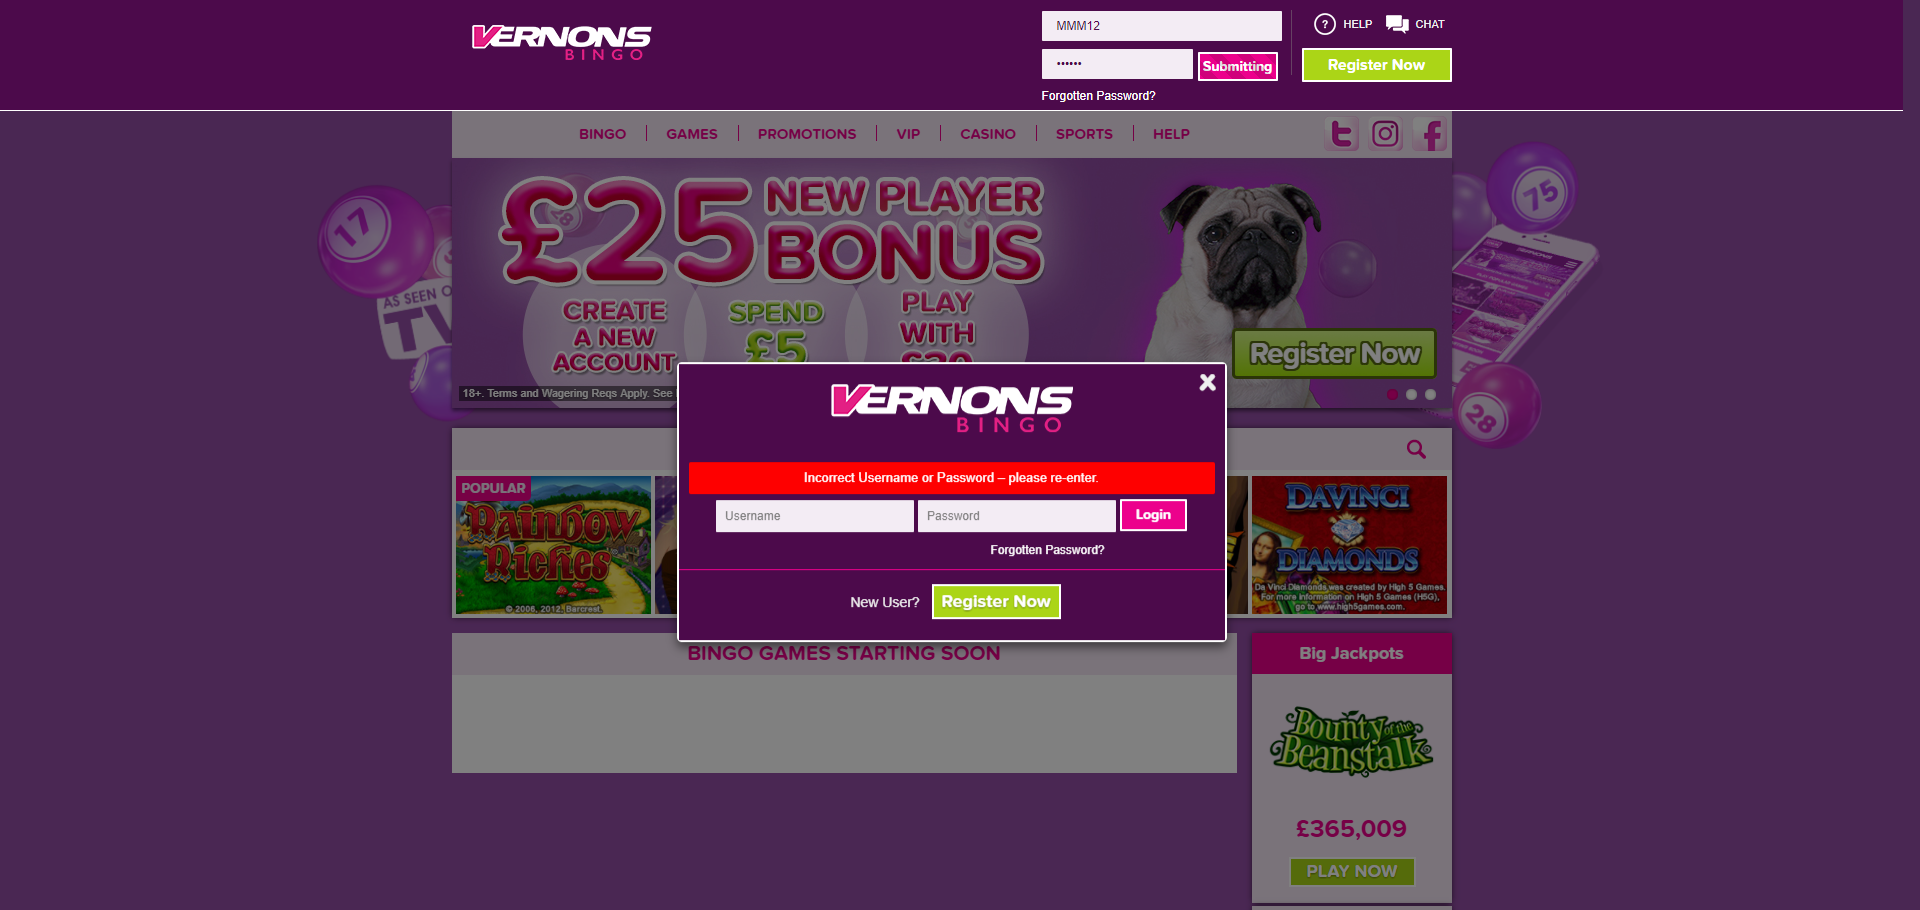 VERNONS
BINGO
MMM12
••••••
Submitting
Forgotten Password?
? HELP
CHAT
Register Now
BINGO
GAMES
PROMOTIONS
VIP
CASINO
SPORTS
HELP
£25 NEW PLAYER
BONUS
CREATE
A NEW
ACCOUNT
SPEND
£5
PLAY
WITH
17
AS SEEN ON
TV
28
75
28
Register Now
18+. Terms and Wagering Reqs Apply. See
VERNONS
BINGO
Incorrect Username or Password – please re-enter.
Username
Password
Login
Forgotten Password?
New User?
Register Now
POPULAR
Rainbow
Riches
© 2006, 2012, Barcrest.
DAVINCI
DIAMONDS
Da Vinci Diamonds was created by High 5 Games.
For more information on High 5 Games (H5G),
go to www.high5games.com.
BINGO GAMES STARTING SOON
Big Jackpots
Bounty of the
Beanstalk
£365,009
PLAY NOW